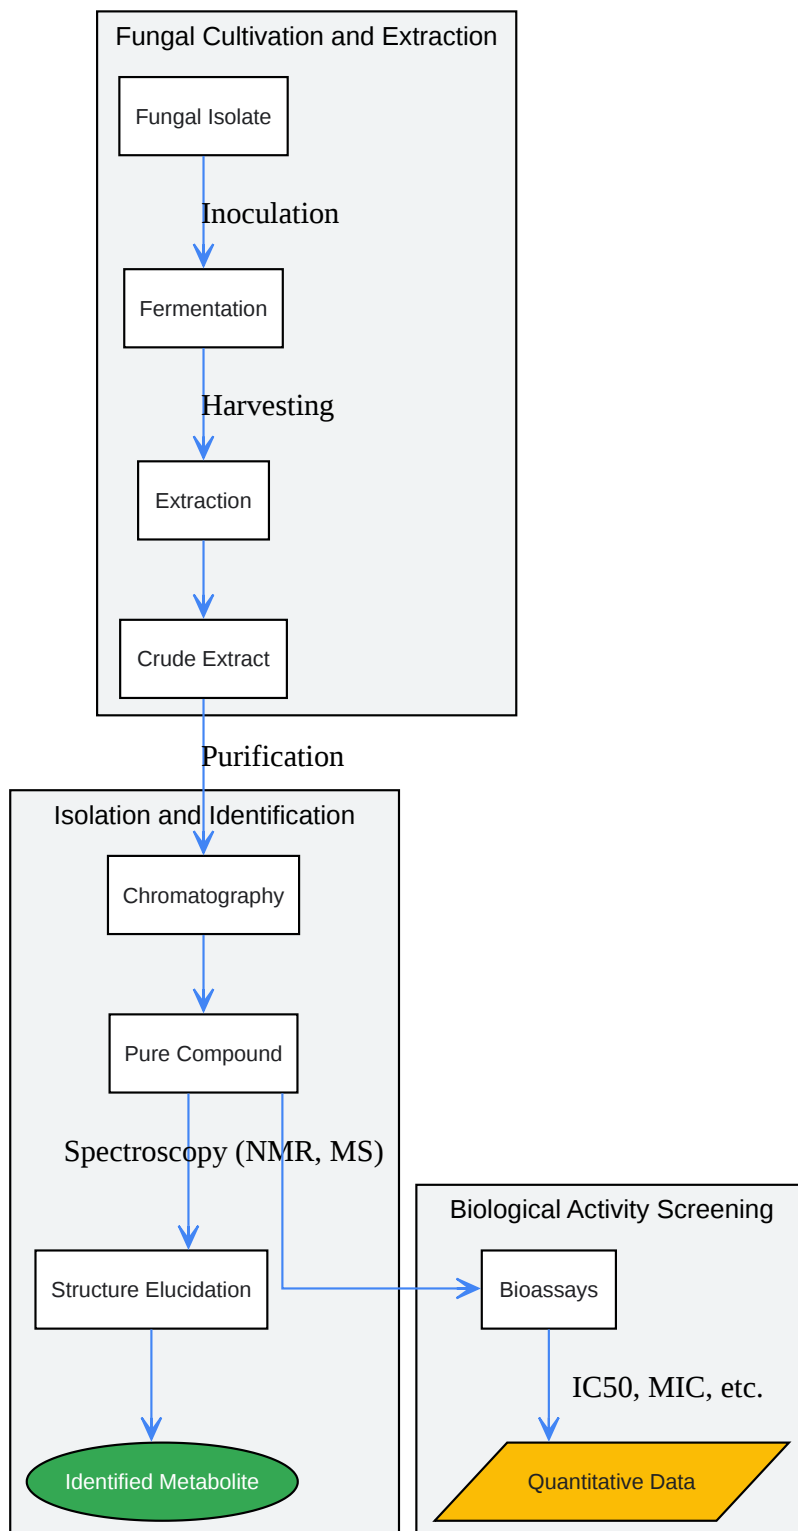 Fungal Cultivation and Extraction
Fungal Isolate
Inoculation
Fermentation
Harvesting
Extraction
Crude Extract
Purification
Isolation and Identification
Chromatography
Pure Compound
Spectroscopy (NMR, MS)
Structure Elucidation
Identified Metabolite
Biological Activity Screening
Bioassays
IC50, MIC, etc.
Quantitative Data